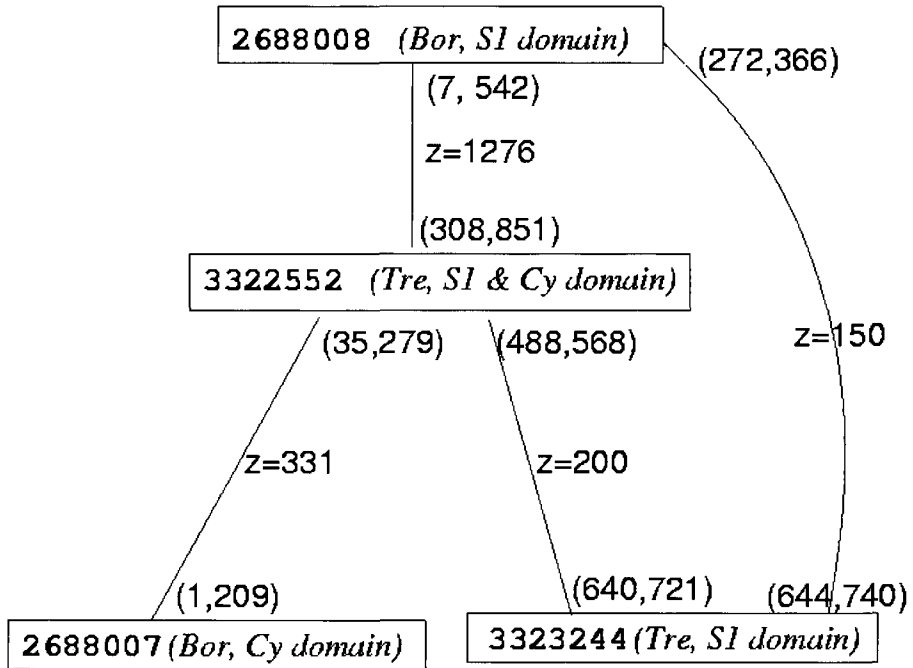 2688008 (Bor, S1 domain)
(272,366)
(7, 542)
z=1276
(308,851)
3322552 (Tre, S1 & Cy domain)
(35,279)
(488,568)
z=150
z=331
z=200
(1,209)
(640,721)
(644,740)
2688007 (Bor, Cy domain)
3323244 (Tre, S1 domain)